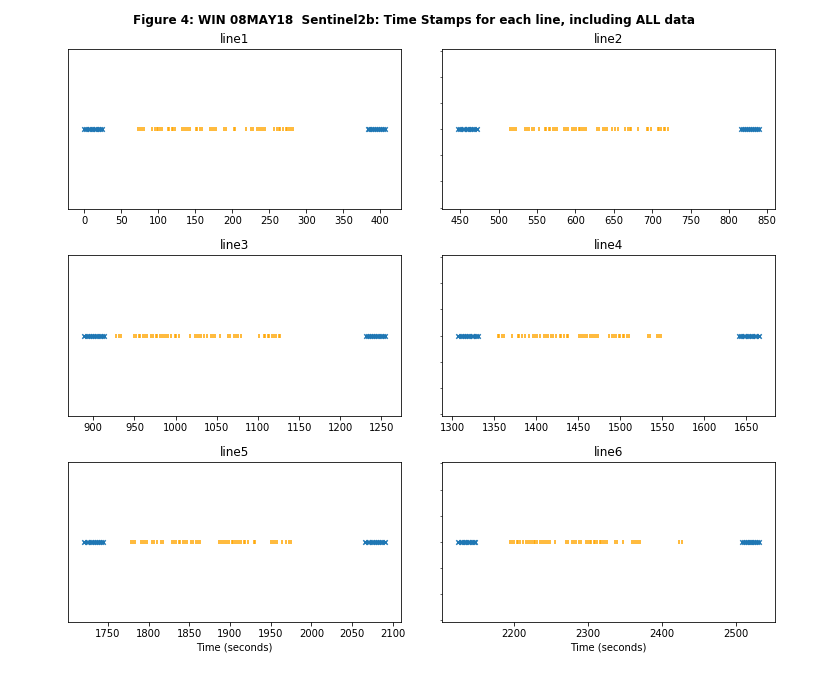 Figure 4: WIN 08MAY18  Sentinel2b: Time Stamps for each line, including ALL data
line1
line2
0 50 100 150 200 250 300 350 400
450 500 550 600 650 700 750 800 850
line3
line4
900 950 1000 1050 1100 1150 1200 1250
1300 1350 1400 1450 1500 1550 1600 1650
line5
line6
1750 1800 1850 1900 1950 2000 2050 2100
2200 2300 2400 2500
Time (seconds)
Time (seconds)